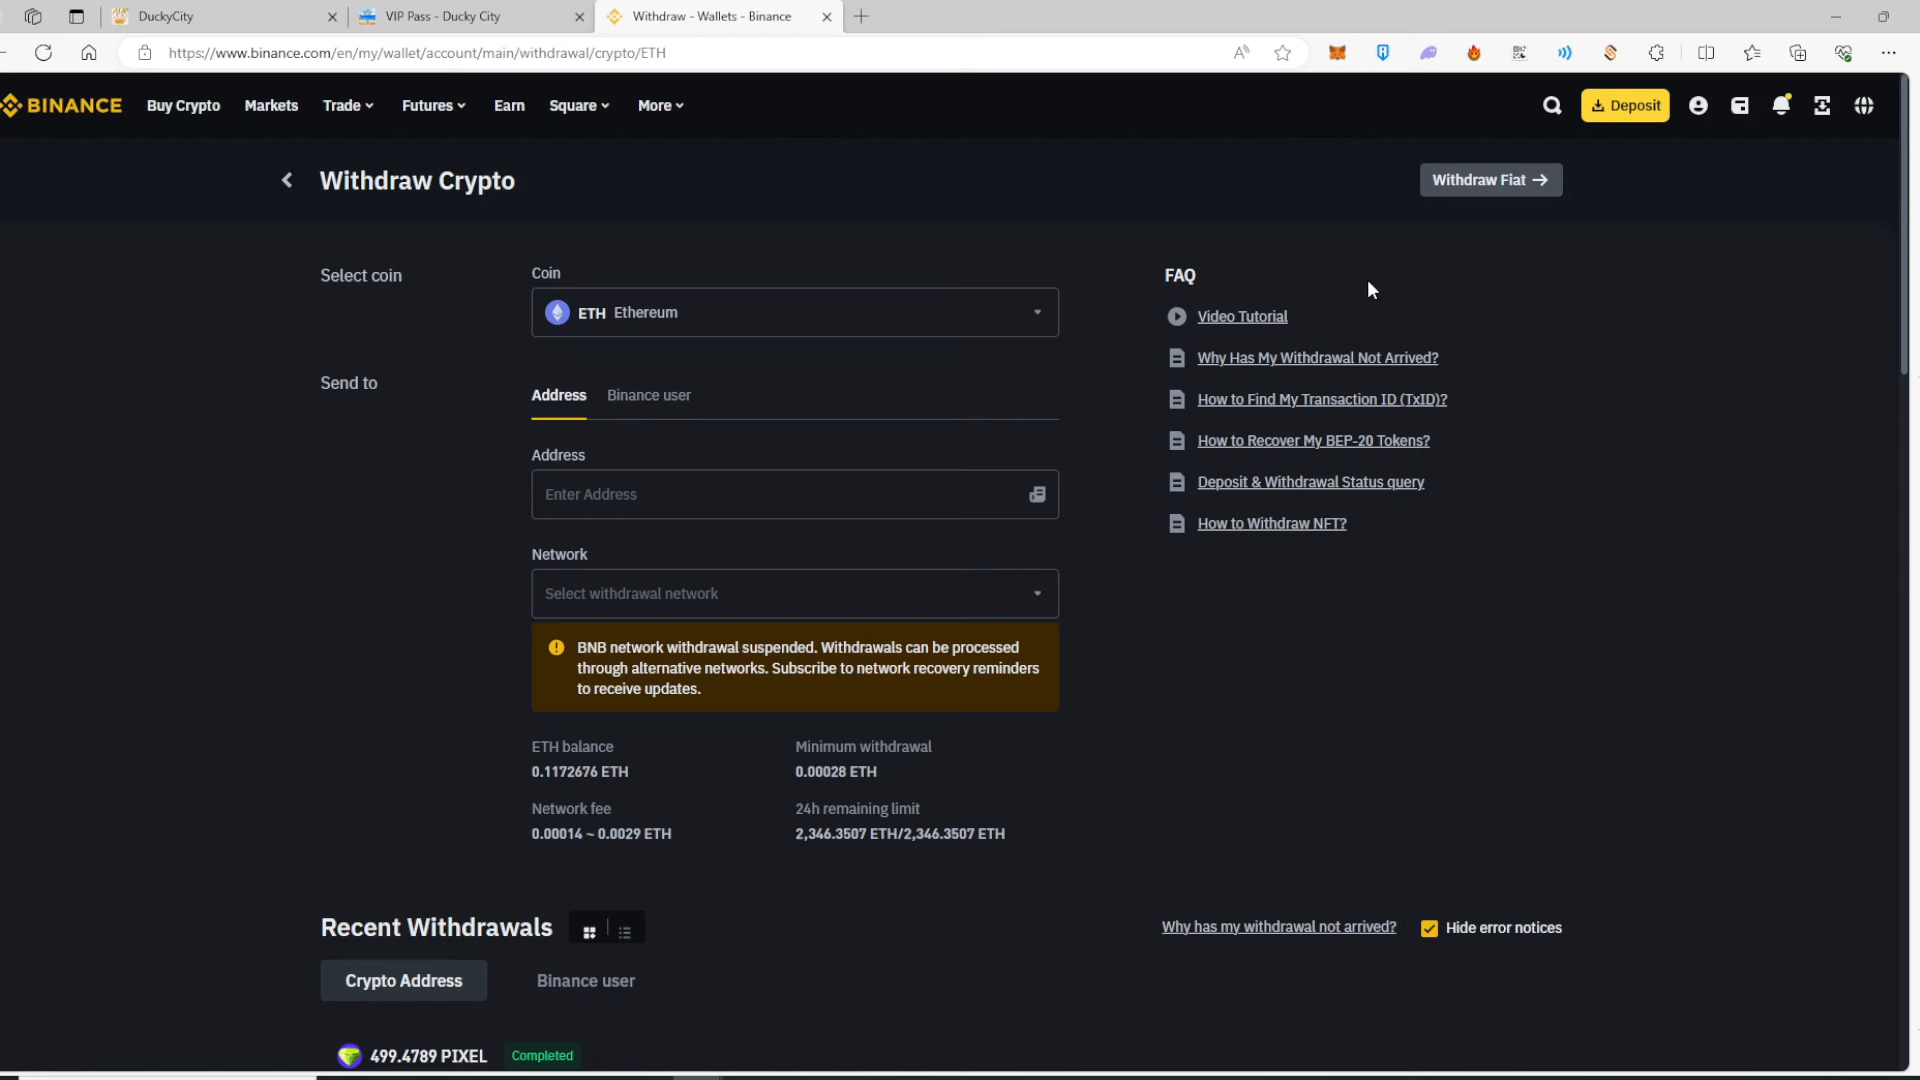 DuckyCity
VIP Pass - Ducky City
Withdraw - Wallets - Binance
https://www.binance.com/en/my/wallet/account/main/withdrawal/crypto/ETH
BINANCE
Buy Crypto
Markets
Trade
Futures
Earn
Square
More
Deposit
Withdraw Crypto
Withdraw Fiat →
Select coin
Coin
ETH Ethereum
Send to
Address
Binance user
Address
Enter Address
Network
Select withdrawal network
BNB network withdrawal suspended. Withdrawals can be processed
through alternative networks. Subscribe to network recovery reminders
to receive updates.
ETH balance
0.1172676 ETH
Minimum withdrawal
0.00028 ETH
Network fee
0.00014 ~ 0.0029 ETH
24h remaining limit
2,346.3507 ETH/2,346.3507 ETH
FAQ
Video Tutorial
Why Has My Withdrawal Not Arrived?
How to Find My Transaction ID (TxID)?
How to Recover My BEP-20 Tokens?
Deposit & Withdrawal Status query
How to Withdraw NFT?
Recent Withdrawals
Why has my withdrawal not arrived?
Hide error notices
Crypto Address
Binance user
499.4789 PIXEL
Completed